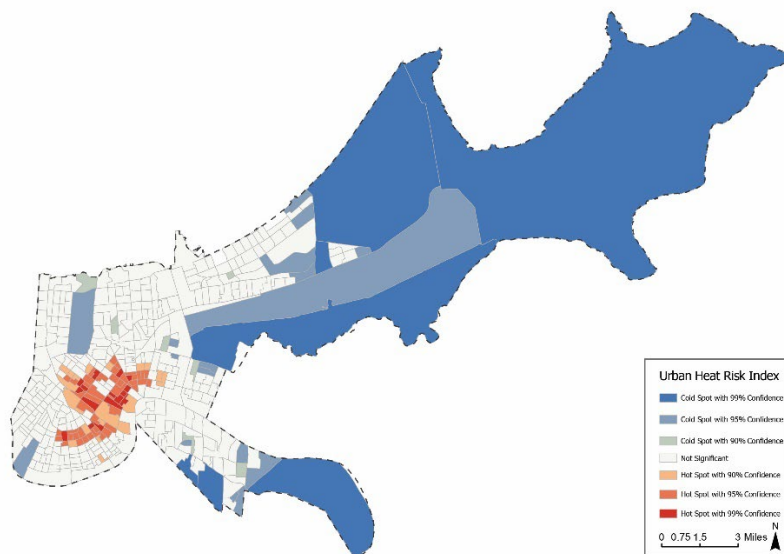 Urban Heat Risk Index
Cold Spot with 99% Confidence
Cold Spot with 95% Confidence
Cold Spot with 90% Confidence
Not Significant
Hot Spot with 90% Confidence
Hot Spot with 95% Confidence
Hot Spot with 99% Confidence
N
0 0.75 1.5 3 Miles